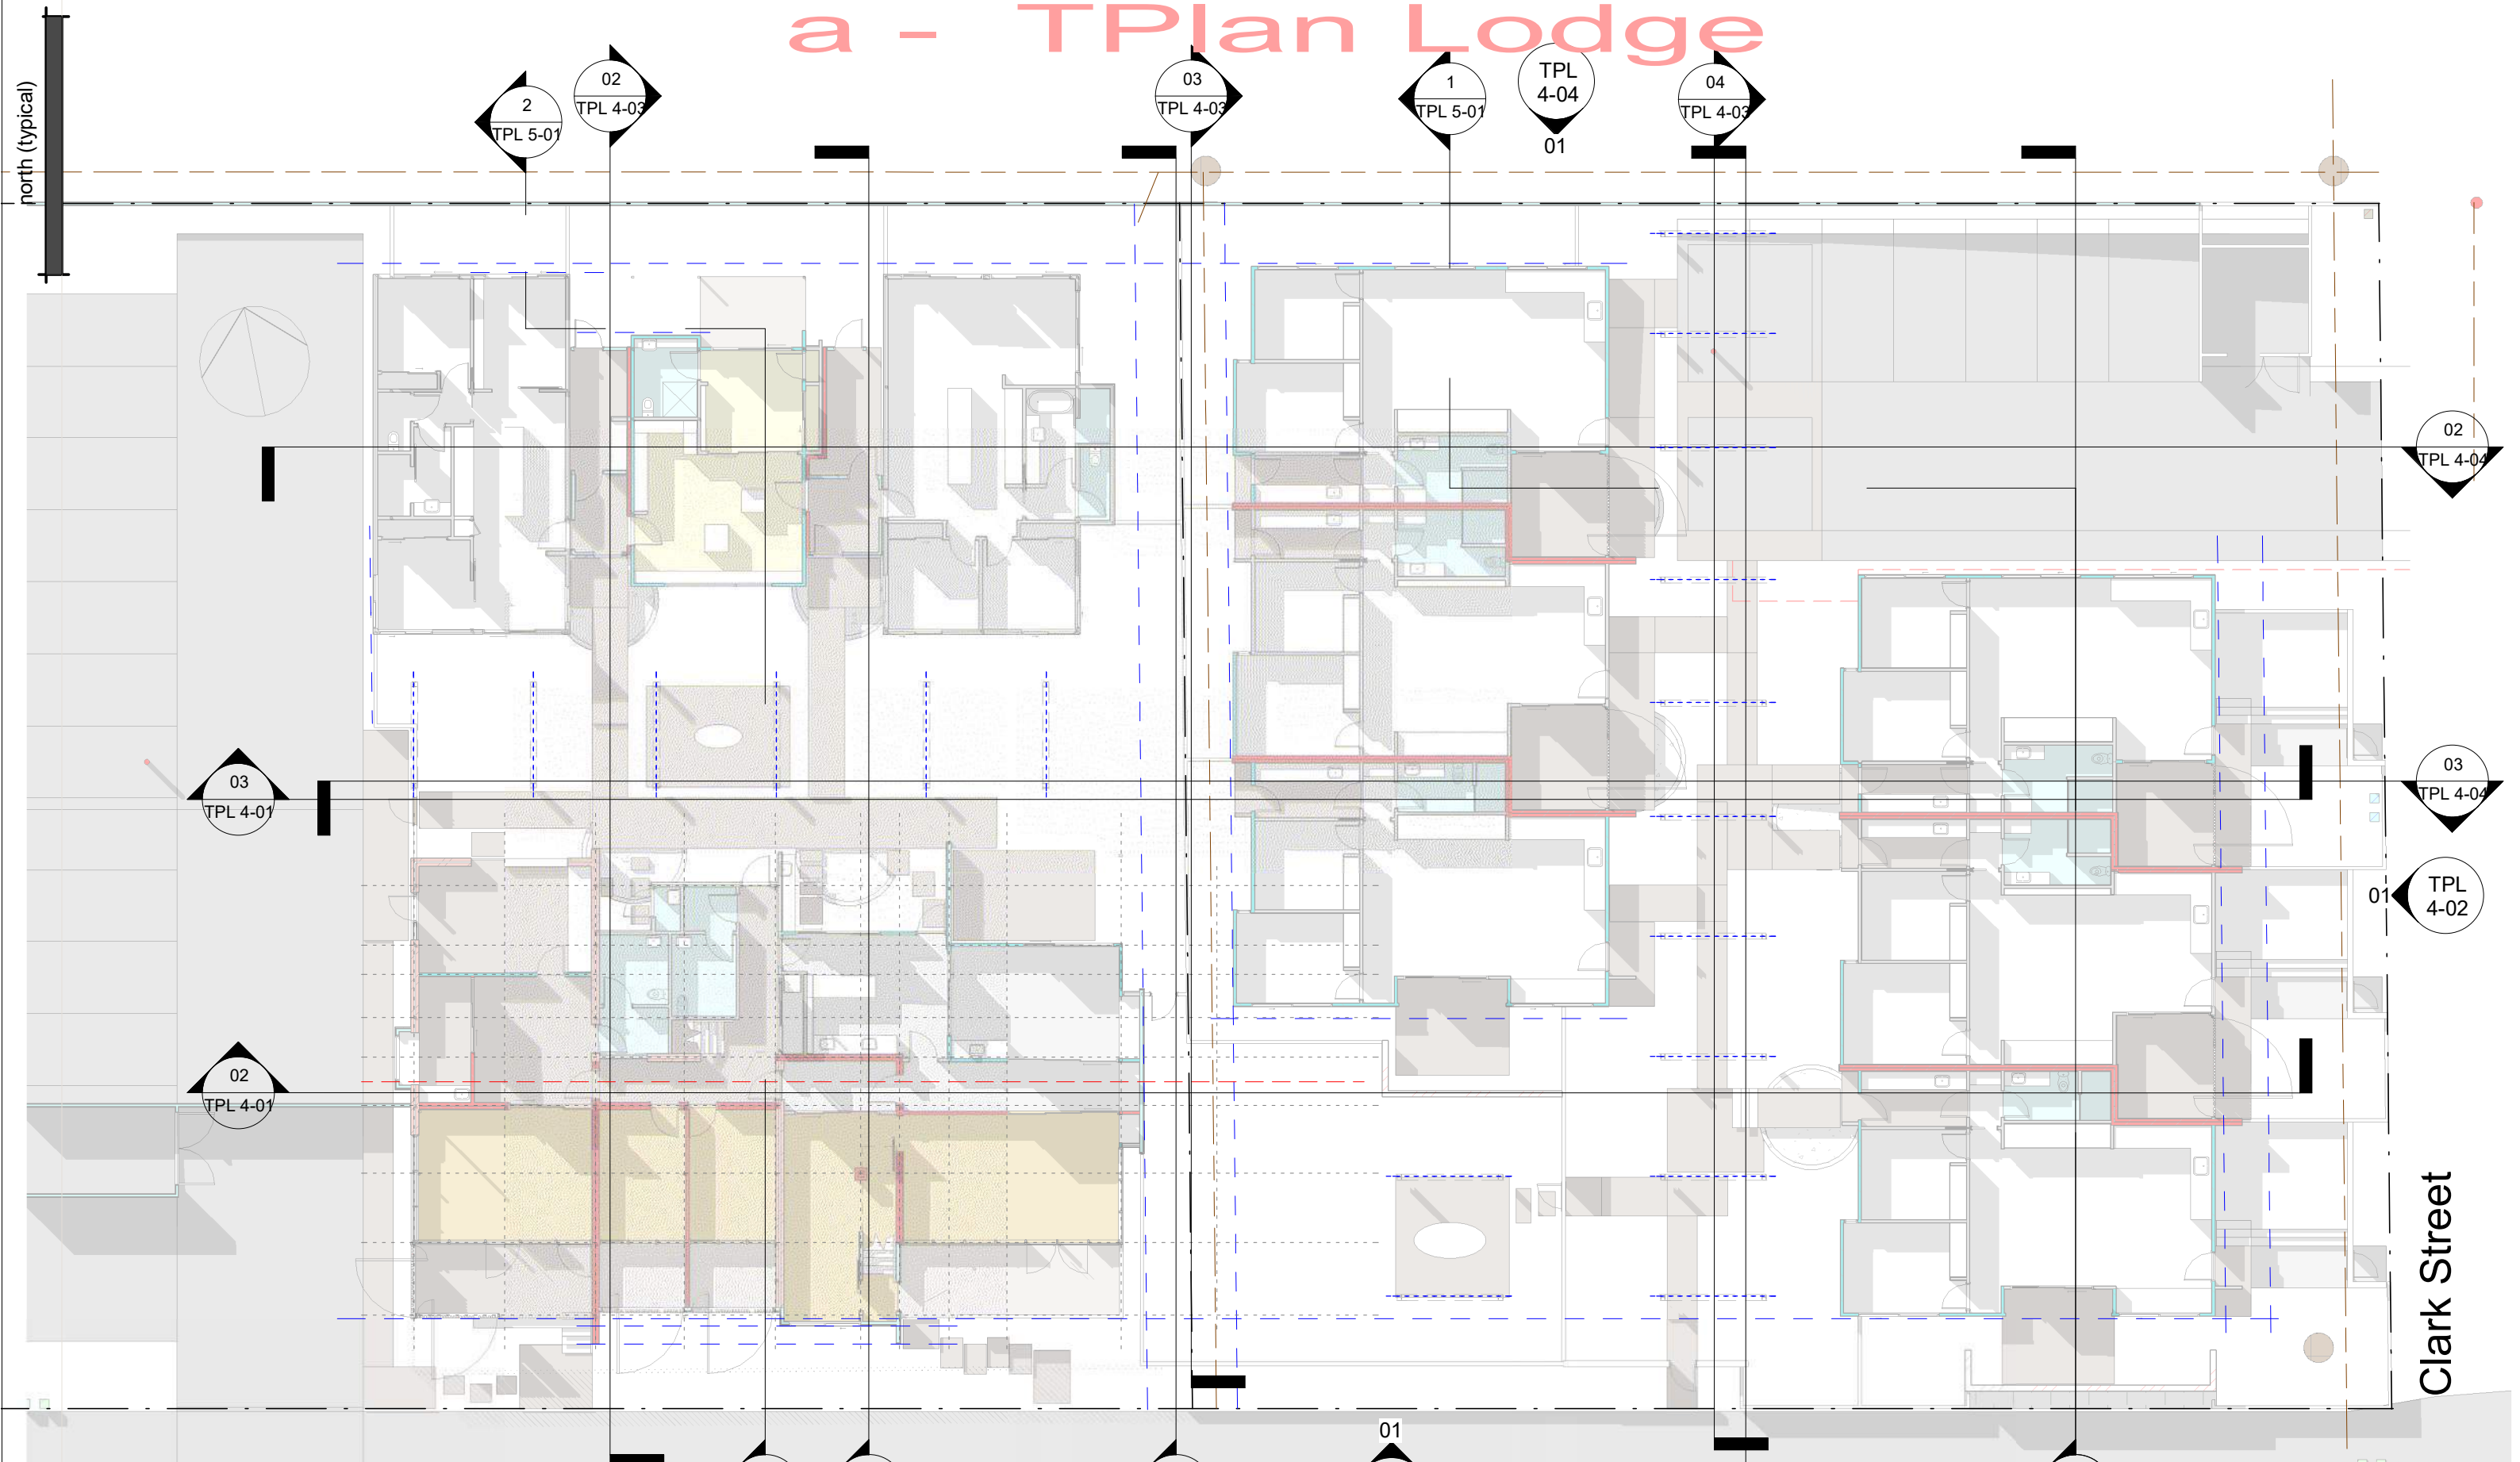 a - TPlan Lodge
north (typical)
2
TPL 5-01
02
TPL 4-03
03
TPL 4-03
1
TPL 5-01
TPL
4-04
01
04
TPL 4-03
02
TPL 4-04
03
TPL 4-01
03
TPL 4-04
01
TPL
4-02
02
TPL 4-01
Clark Street
01